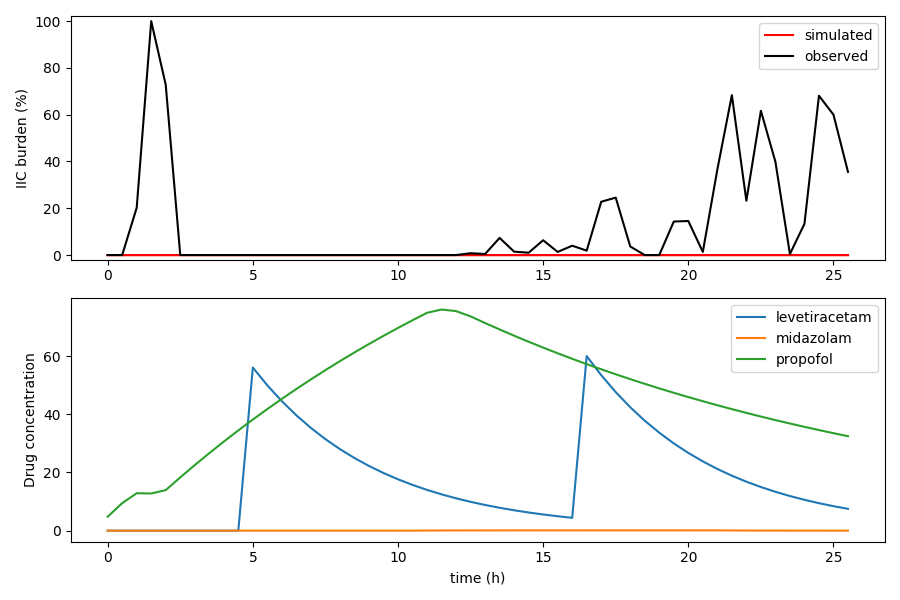 100
80
60
40
20
0
IIC burden (%)
simulated
observed
0 5 10 15 20 25
60
40
20
0
Drug concentration
levetiracetam
midazolam
propofol
0 5 10 15 20 25
time (h)